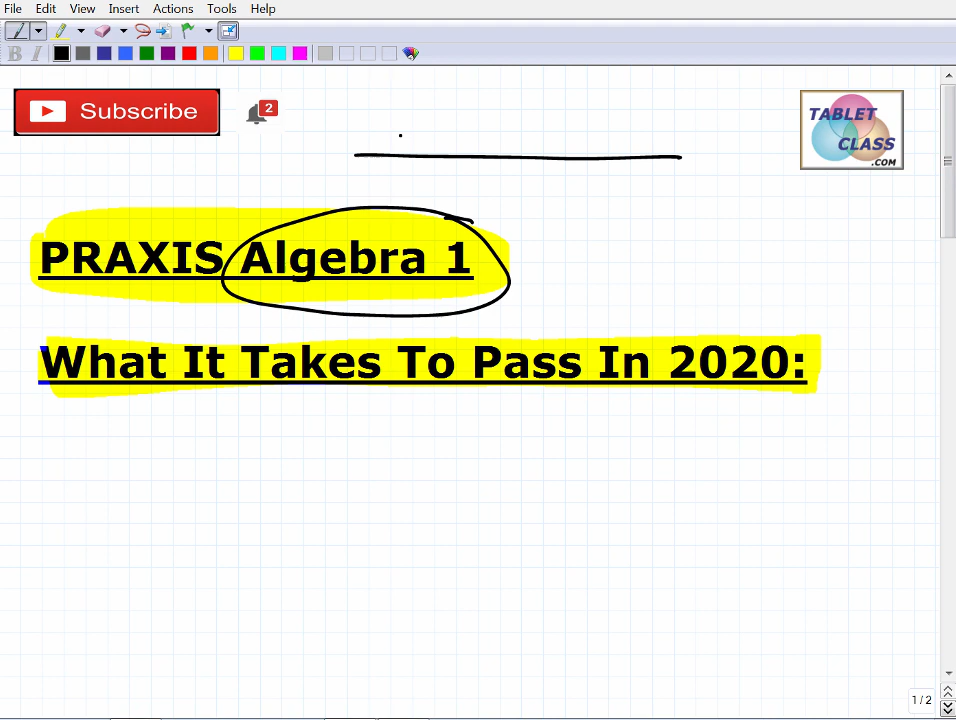 File Edit View Insert Actions Tools Help
B I
Subscribe
2
TABLET
CLASS
.COM
PRAXIS Algebra 1
What It Takes To Pass In 2020:
1 / 2